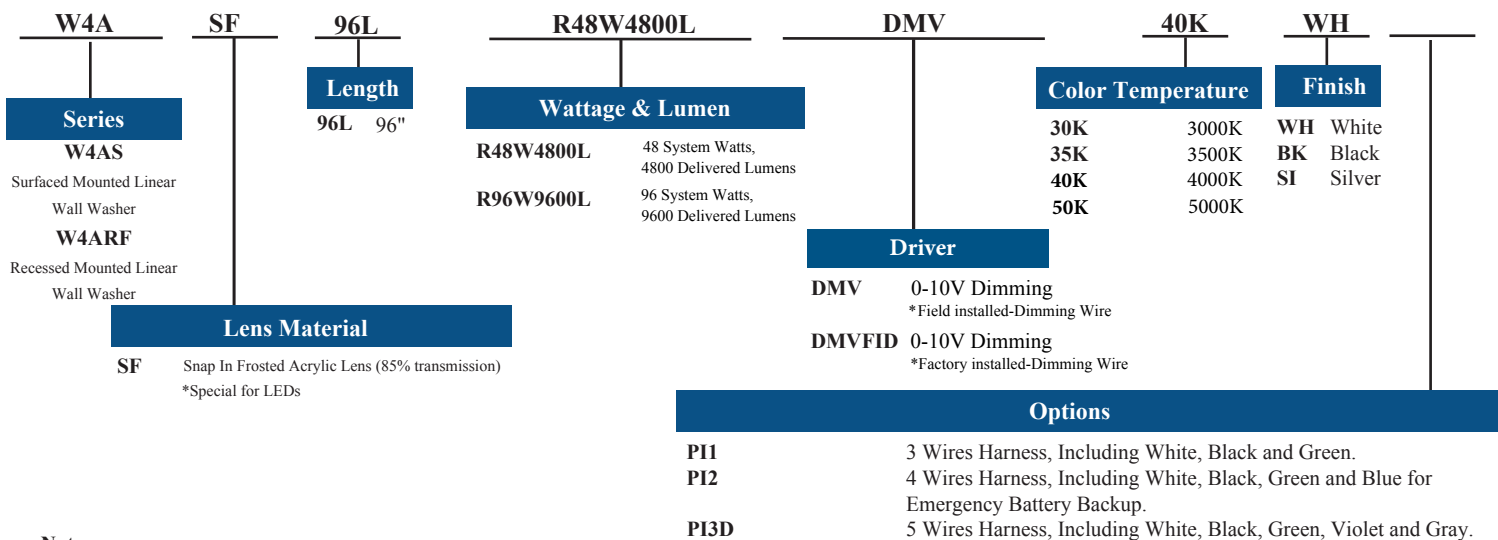 W4A SF 96L R48W4800L DMV 40K WH
Series
W4AS
Surfaced Mounted Linear
Wall Washer
W4ARF
Recessed Mounted Linear
Wall Washer
Lens Material
SF Snap In Frosted Acrylic Lens (85% transmission)
*Special for LEDs
Length
96L 96"
Wattage & Lumen
R48W4800L 48 System Watts,
4800 Delivered Lumens
R96W9600L 96 System Watts,
9600 Delivered Lumens
Driver
DMV 0-10V Dimming
*Field installed-Dimming Wire
DMVFID 0-10V Dimming
*Factory installed-Dimming Wire
Color Temperature
30K 3000K
35K 3500K
40K 4000K
50K 5000K
Finish
WH White
BK Black
SI Silver
Options
PI1 3 Wires Harness, Including White, Black and Green.
PI2 4 Wires Harness, Including White, Black, Green and Blue for
Emergency Battery Backup.
PI3D 5 Wires Harness, Including White, Black, Green, Violet and Gray.